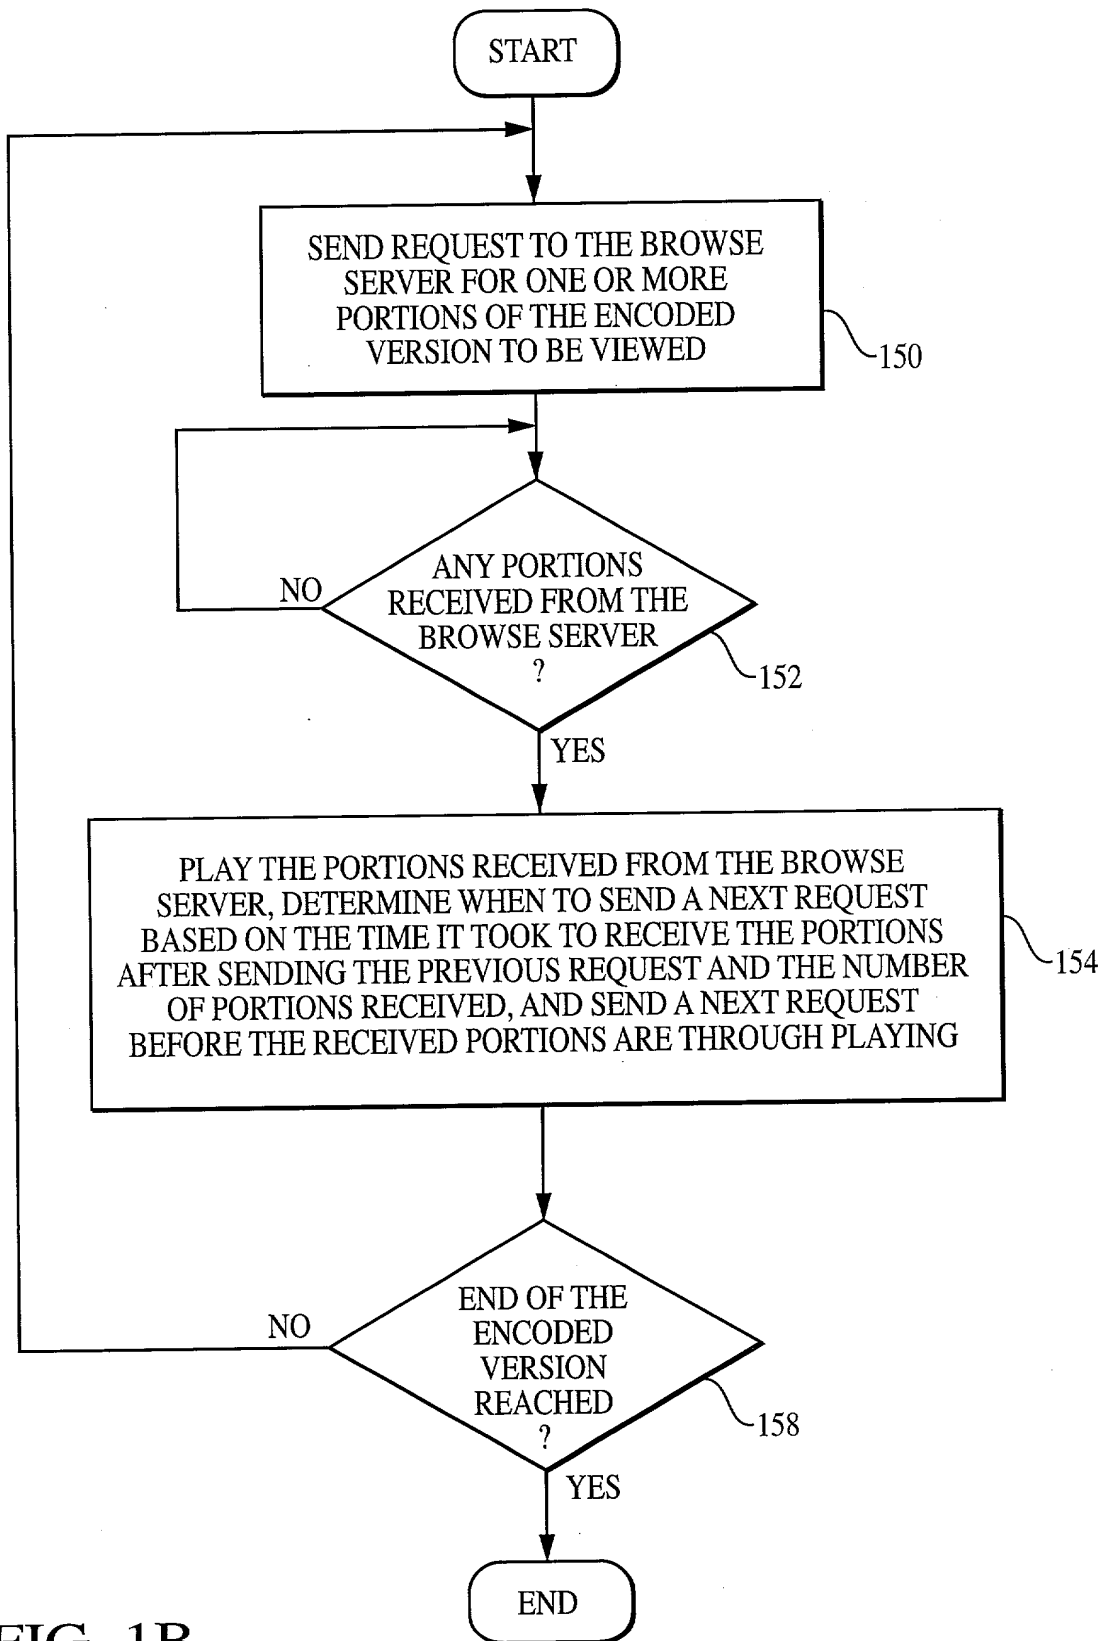 START
SEND REQUEST TO THE BROWSE
SERVER FOR ONE OR MORE
PORTIONS OF THE ENCODED
VERSION TO BE VIEWED
150
ANY PORTIONS
RECEIVED FROM THE
BROWSE SERVER
?
NO
152
YES
PLAY THE PORTIONS RECEIVED FROM THE BROWSE
SERVER, DETERMINE WHEN TO SEND A NEXT REQUEST
BASED ON THE TIME IT TOOK TO RECEIVE THE PORTIONS
AFTER SENDING THE PREVIOUS REQUEST AND THE NUMBER
OF PORTIONS RECEIVED, AND SEND A NEXT REQUEST
BEFORE THE RECEIVED PORTIONS ARE THROUGH PLAYING
154
END OF THE
ENCODED
VERSION
REACHED
?
NO
158
YES
END
FIG. 1B